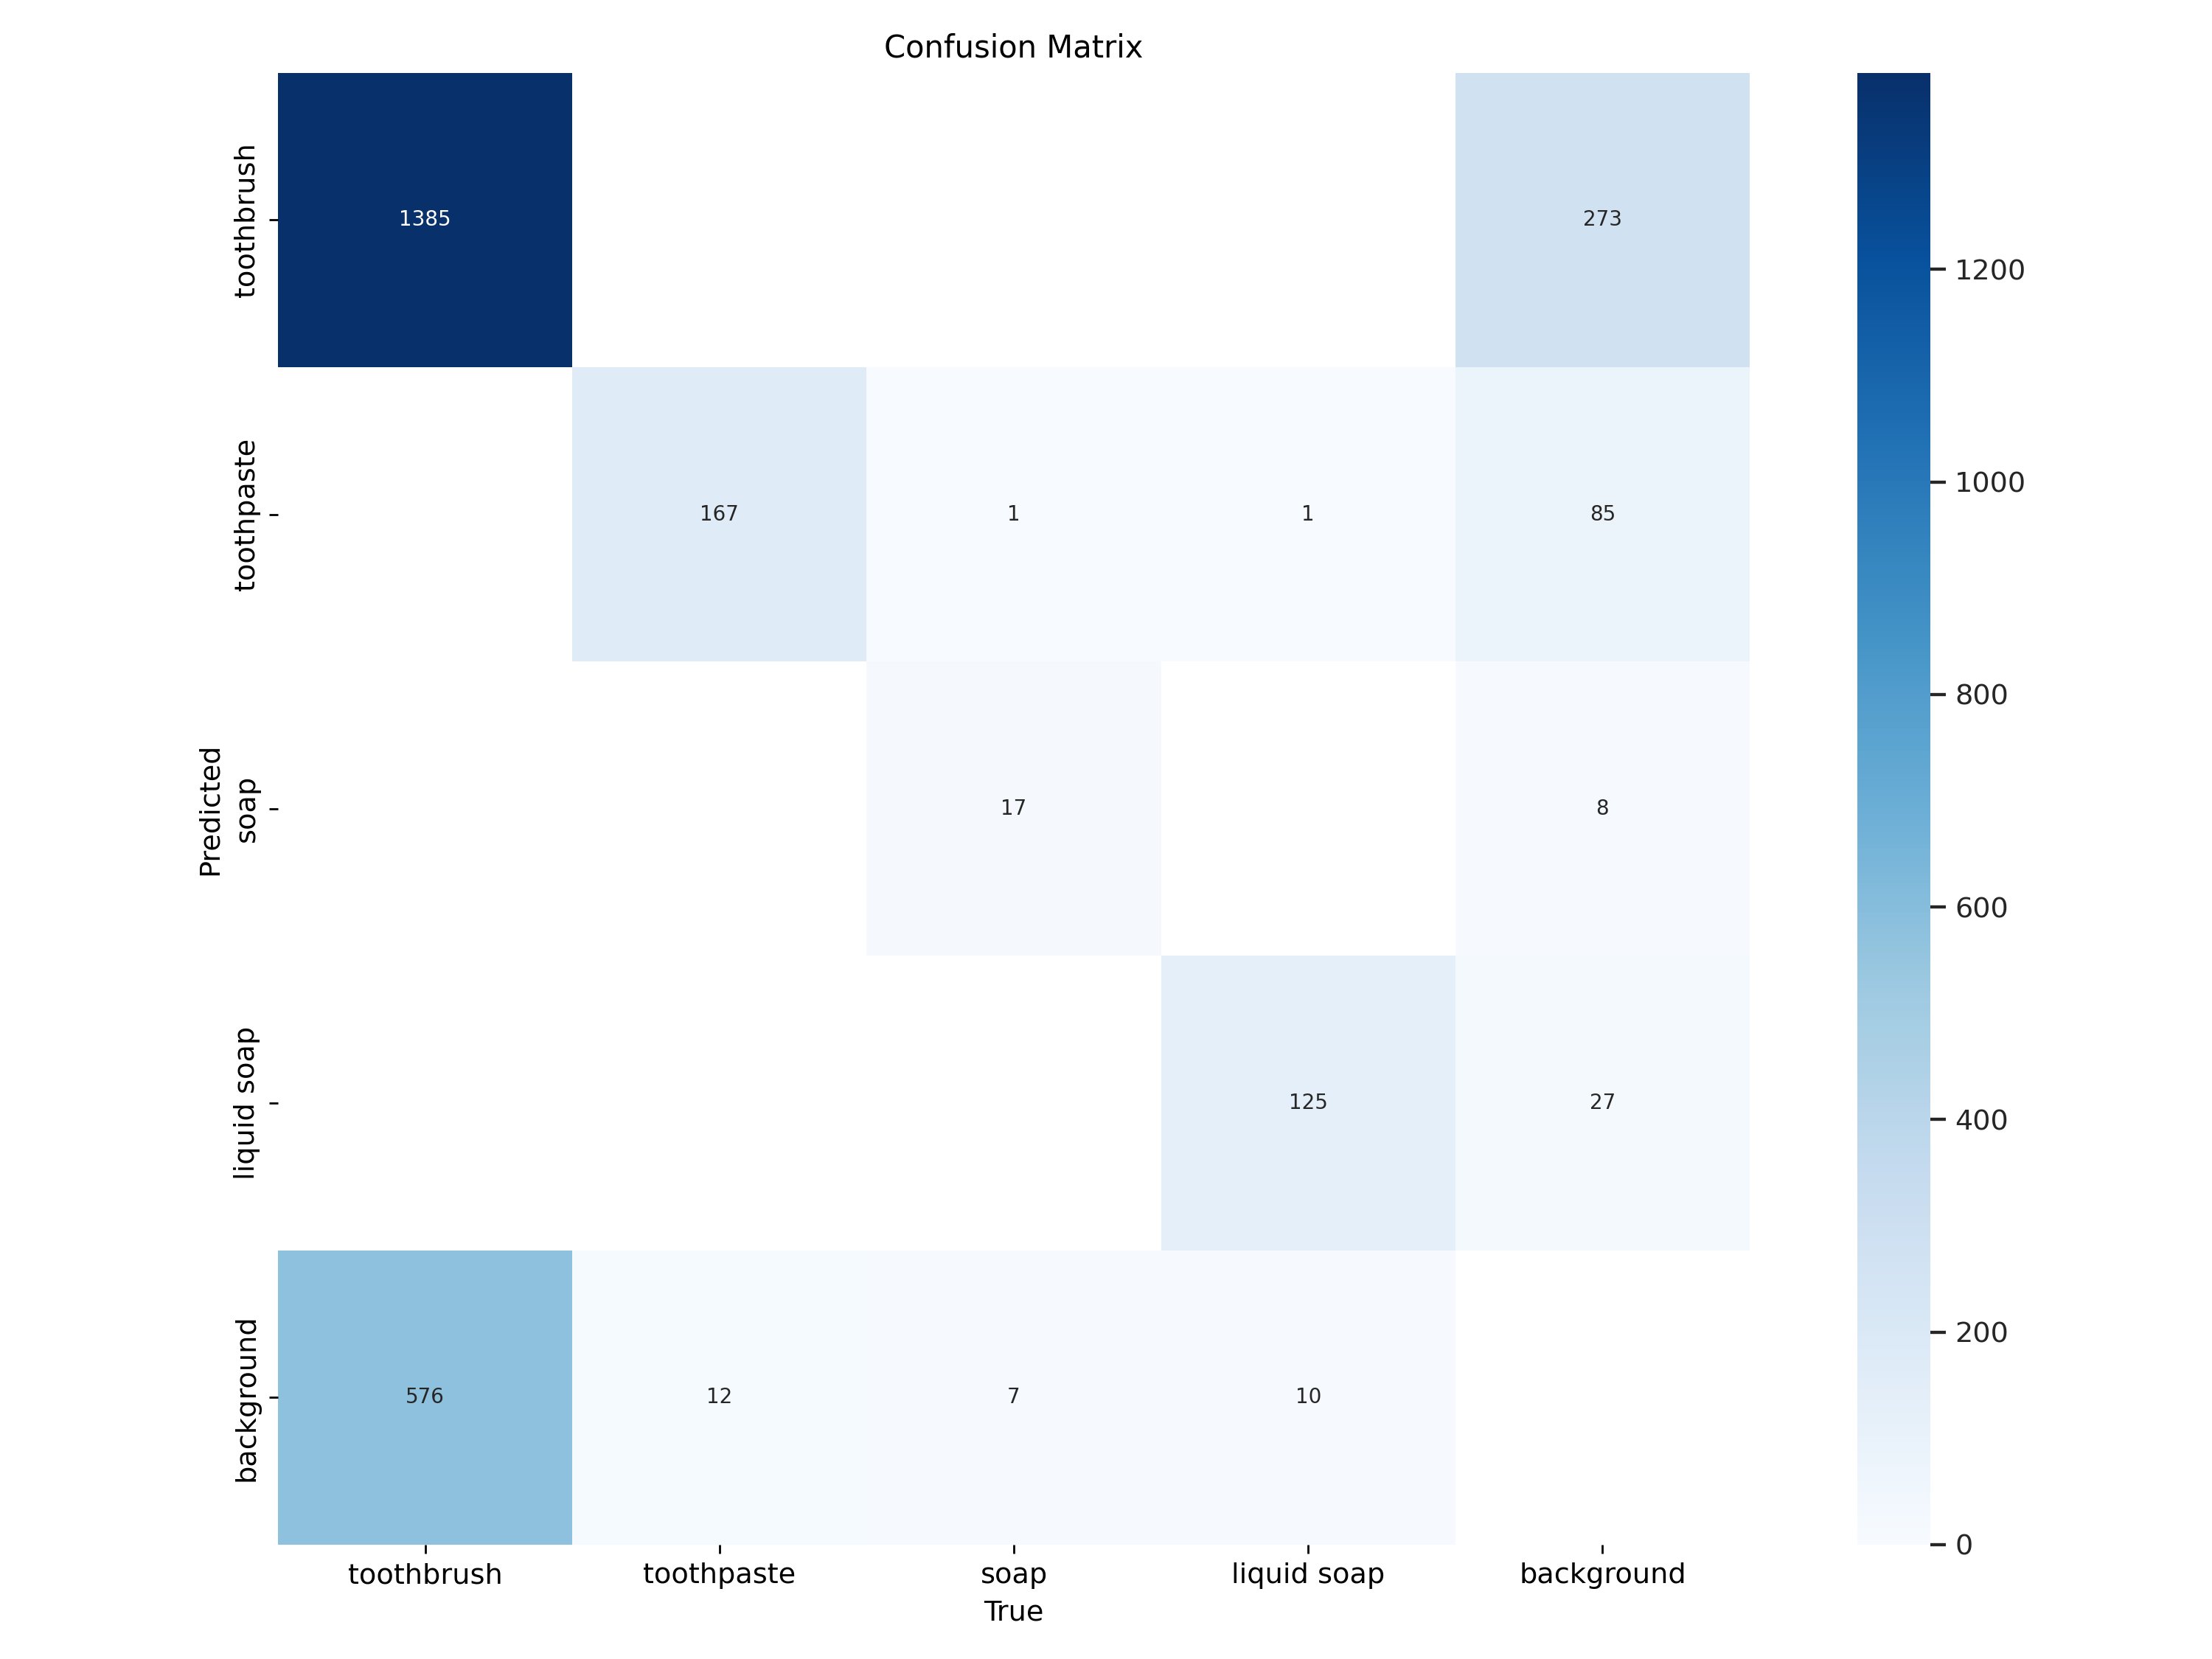 Confusion Matrix
Predicted
toothbrush
1385
273
toothpaste
167
1
1
85
soap
17
8
liquid soap
125
27
background
576
12
7
10
toothbrush
toothpaste
soap
liquid soap
background
True
1200
1000
800
600
400
200
0